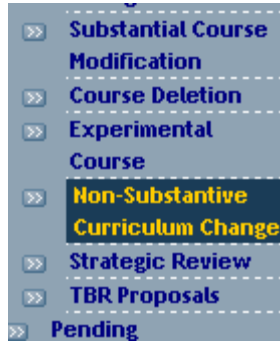 Substantial Course
Modification
Course Deletion
Experimental
Course
Non-Substantive
Curriculum Change
Strategic Review
TBR Proposals
Pending